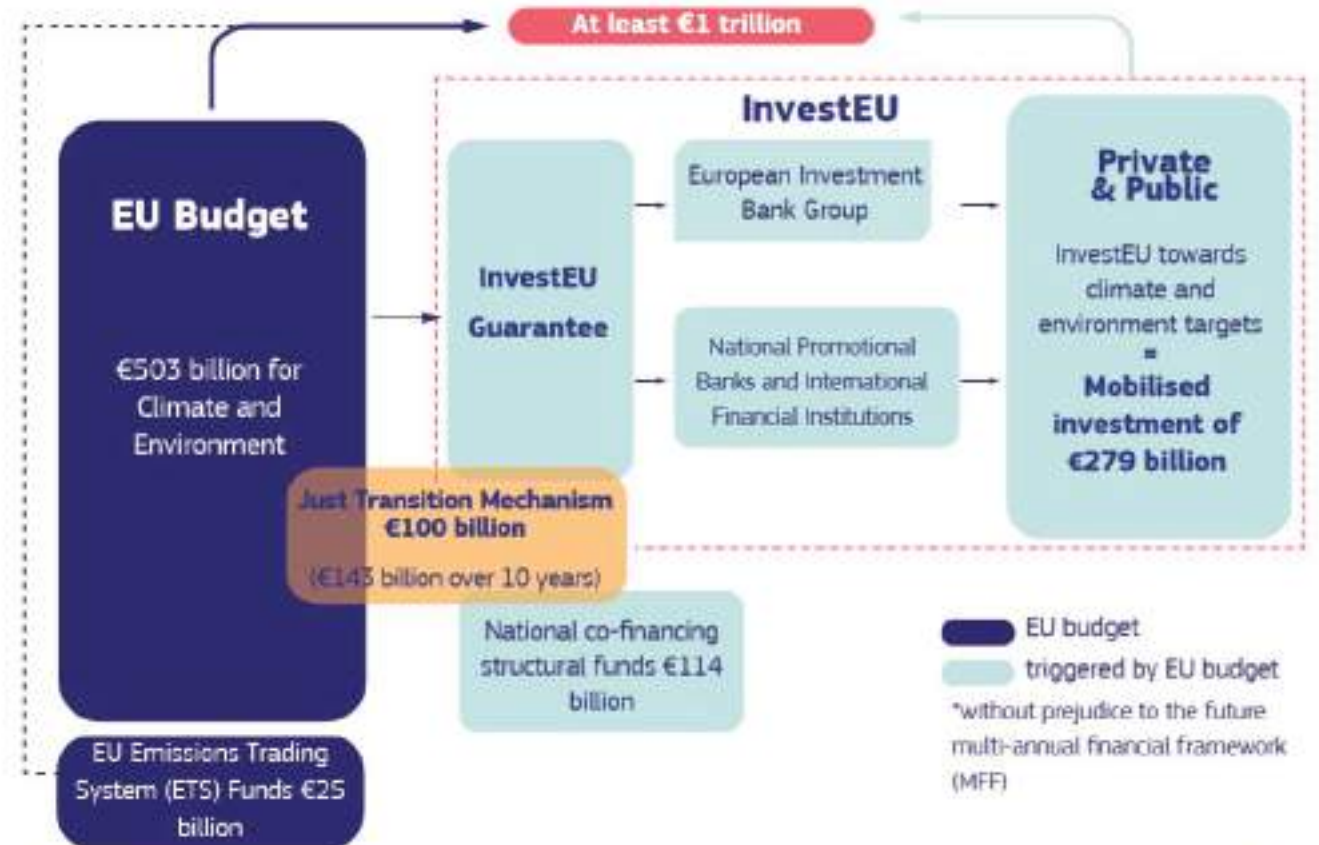 At least €1 trillion
EU Budget
€503 billion for
Climate and
Environment
InvestEU
InvestEU
Guarantee
European Investment
Bank Group
National Promotional
Banks and International
Financial Institutions
Private
& Public
InvestEU towards
climate and
environment targets
=
Mobilised
investment of
€279 billion
Just Transition Mechanism
€100 billion
(€143 billion over 10 years)
National co-financing
structural funds €114
billion
EU Emissions Trading
System (ETS) Funds €25
billion
EU budget
triggered by EU budget
*without prejudice to the future
multi-annual financial framework
(MFF)